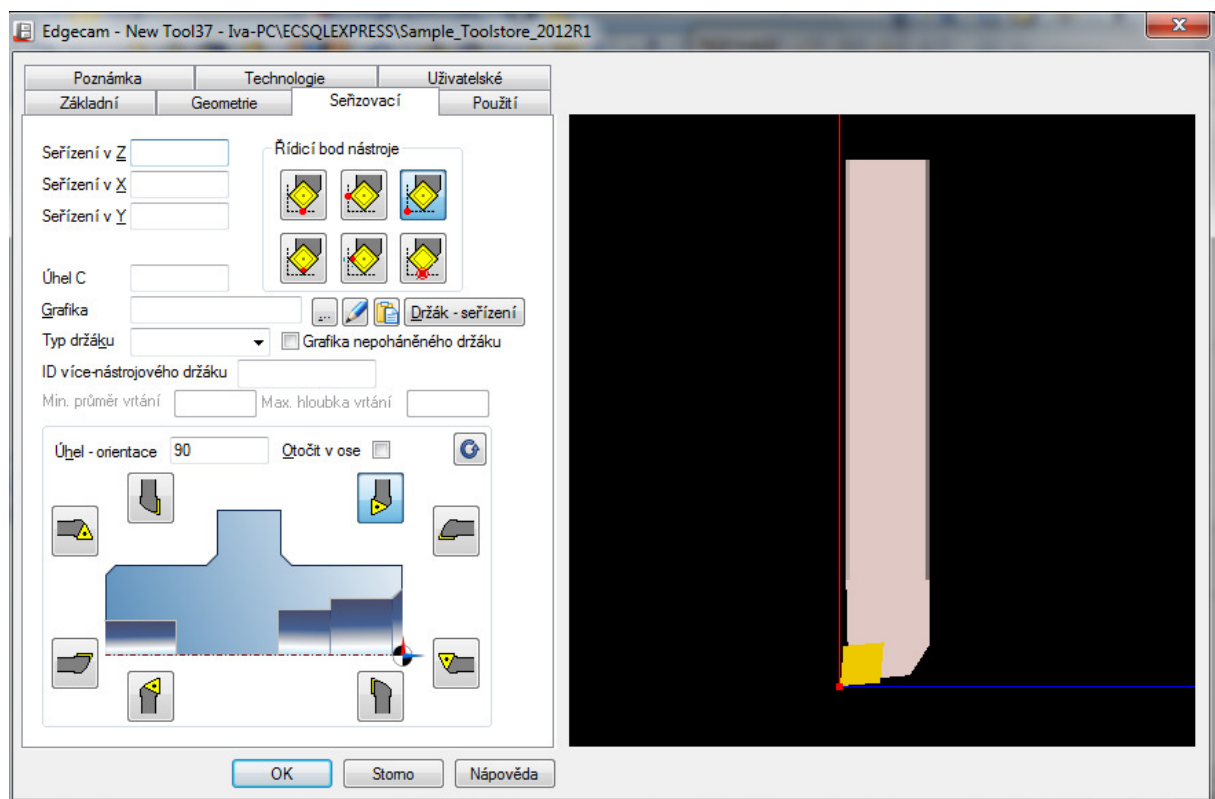 Edgecam - New Tool37 - Iva-PC\ECSQLEXPRESS\Sample_Toolstore_2012R1
Poznámka Technologie Uživatelské
Základní Geometrie Seřizovací Použití
Seřízení v Z
Seřízení v X
Seřízení v Y
Řídicí bod nástroje
Úhel C
Grafika ... Držák - seřízení
Typ držáku Grafika nepoháněného držáku
ID více-nástrojového držáku
Min. průměr vrtání Max. hloubka vrtání
Úhel - orientace 90 Otočit v ose
OK Storno Nápověda